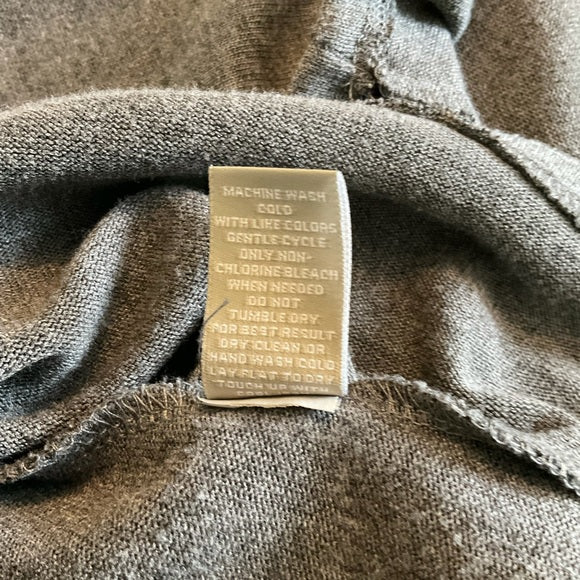 MACHINE WASH
COLD
WITH LIKE COLORS
GENTLE CYCLE
ONLY NON-
CHLORINE BLEACH
WHEN NEEDED
DO NOT
TUMBLE DRY
FOR BEST RESULT
DRY CLEAN OR
HAND WASH COLD
LAY FLAT TO DRY
TOUCH UP WITH